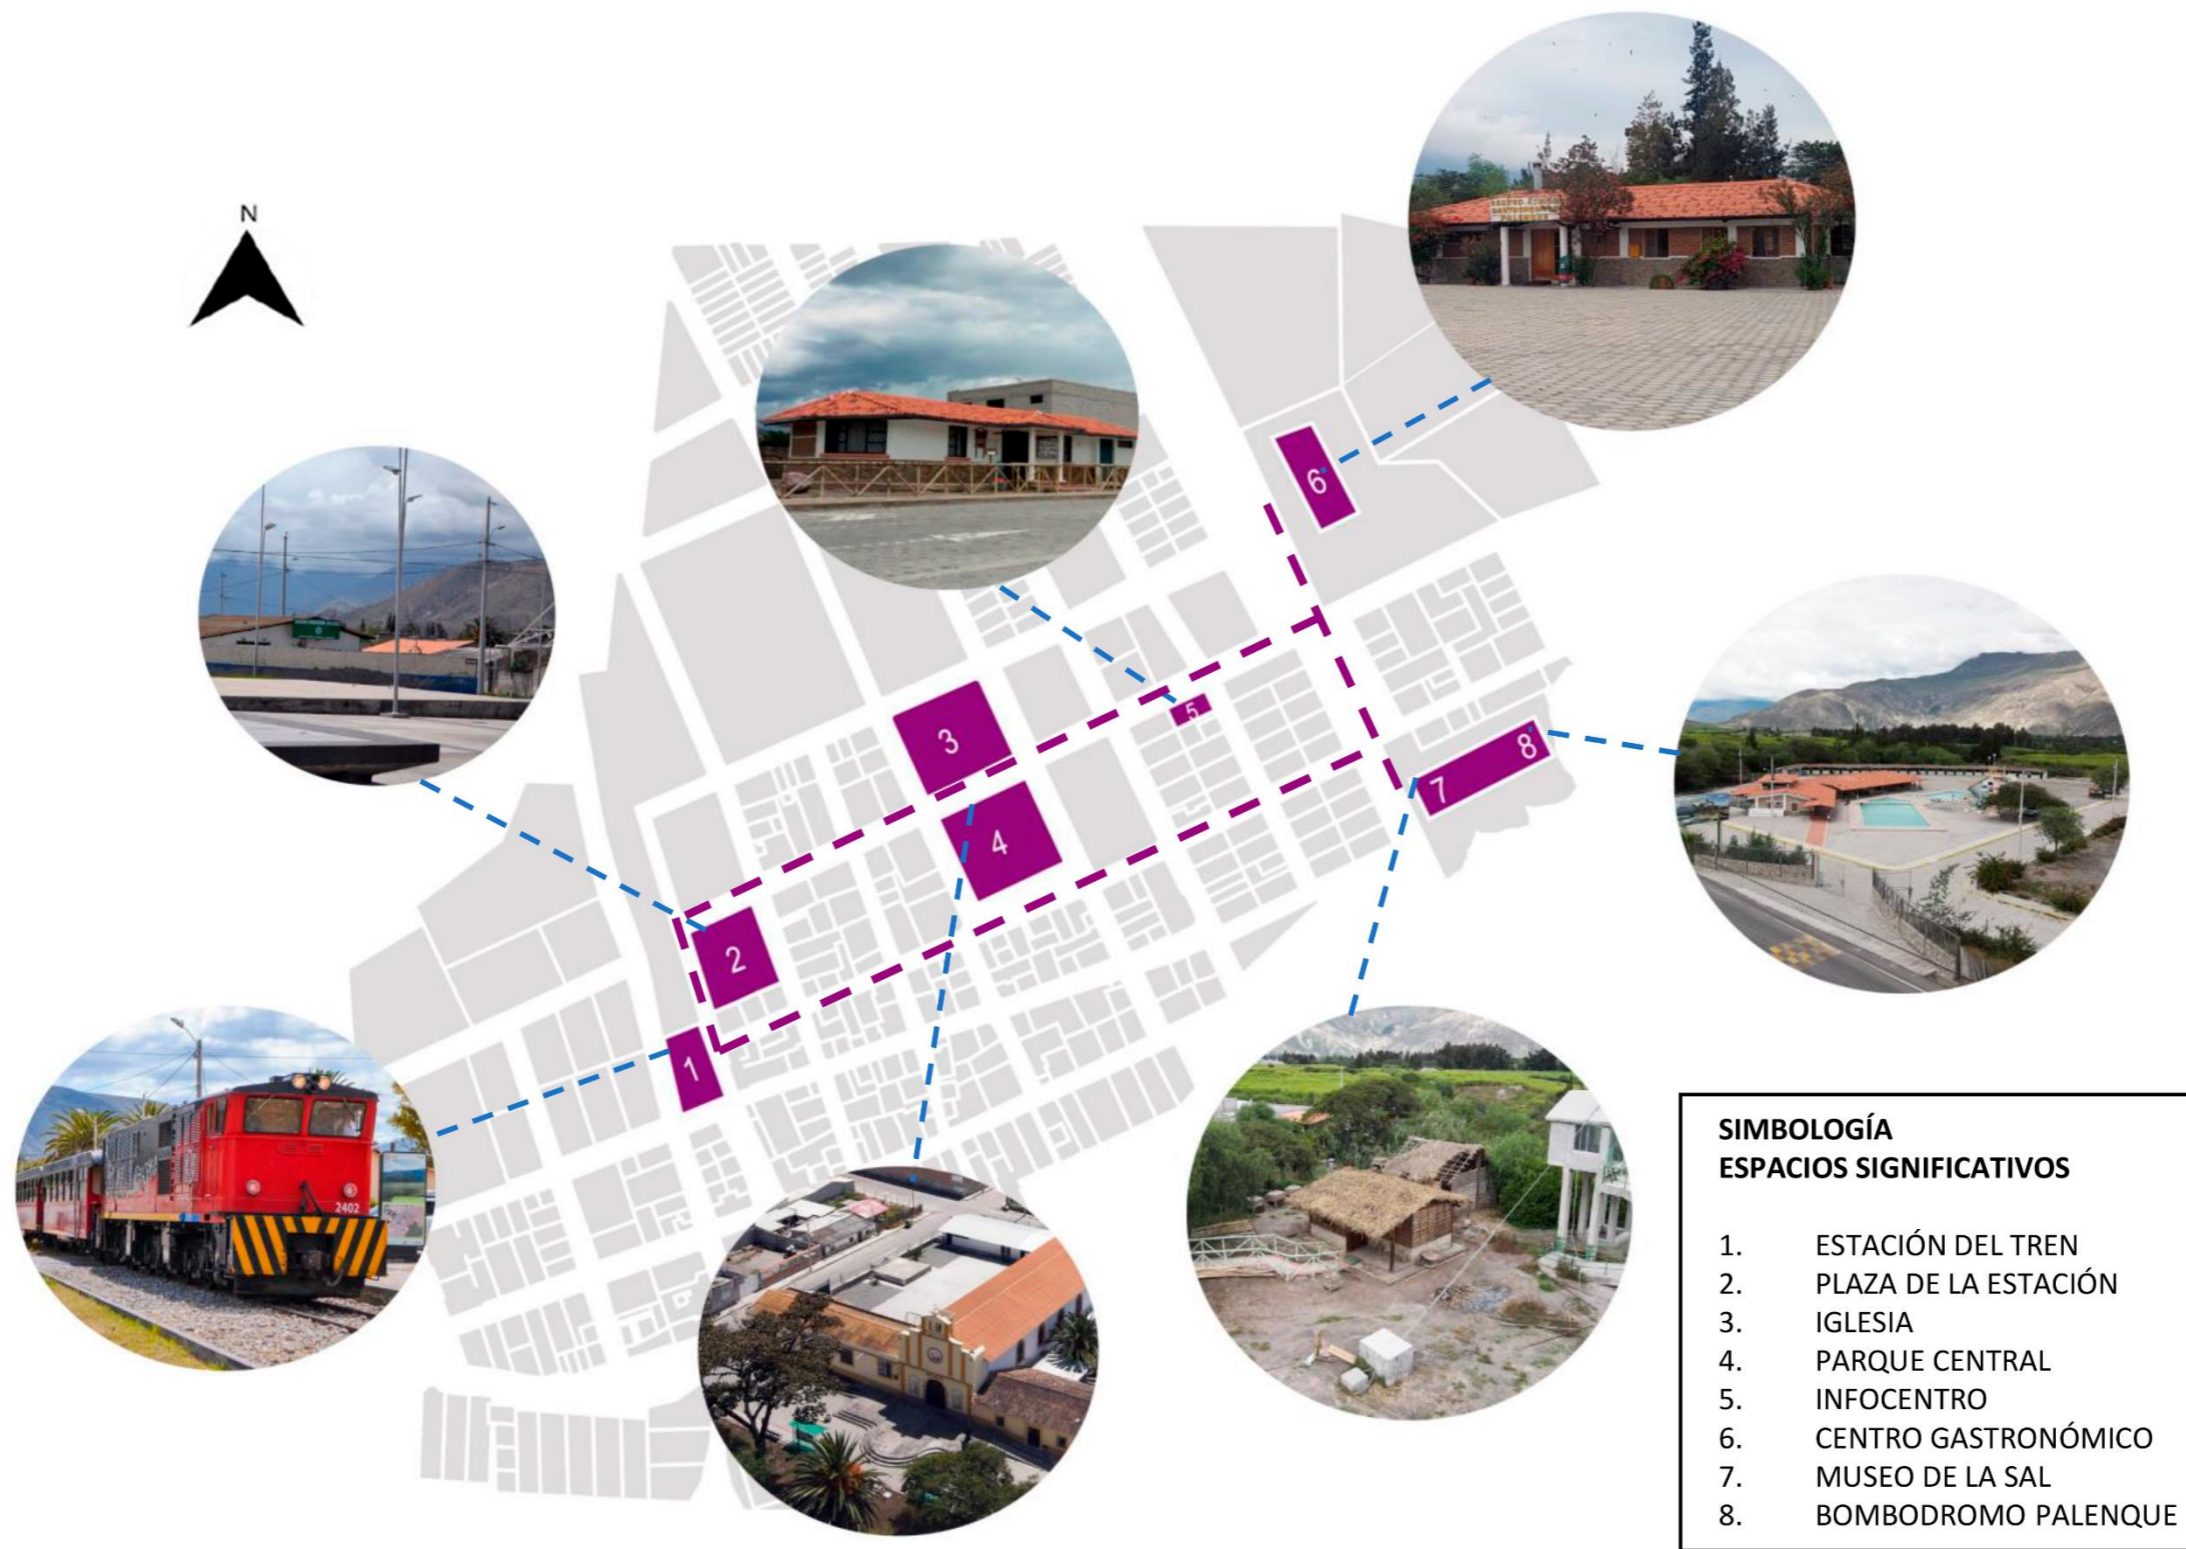 N
6
5
3
8
7
4
2
1
2402
SIMBOLOGÍA
ESPACIOS SIGNIFICATIVOS
1. ESTACIÓN DEL TREN
2. PLAZA DE LA ESTACIÓN
3. IGLESIA
4. PARQUE CENTRAL
5. INFOCENTRO
6. CENTRO GASTRONÓMICO
7. MUSEO DE LA SAL
8. BOMBODROMO PALENQUE